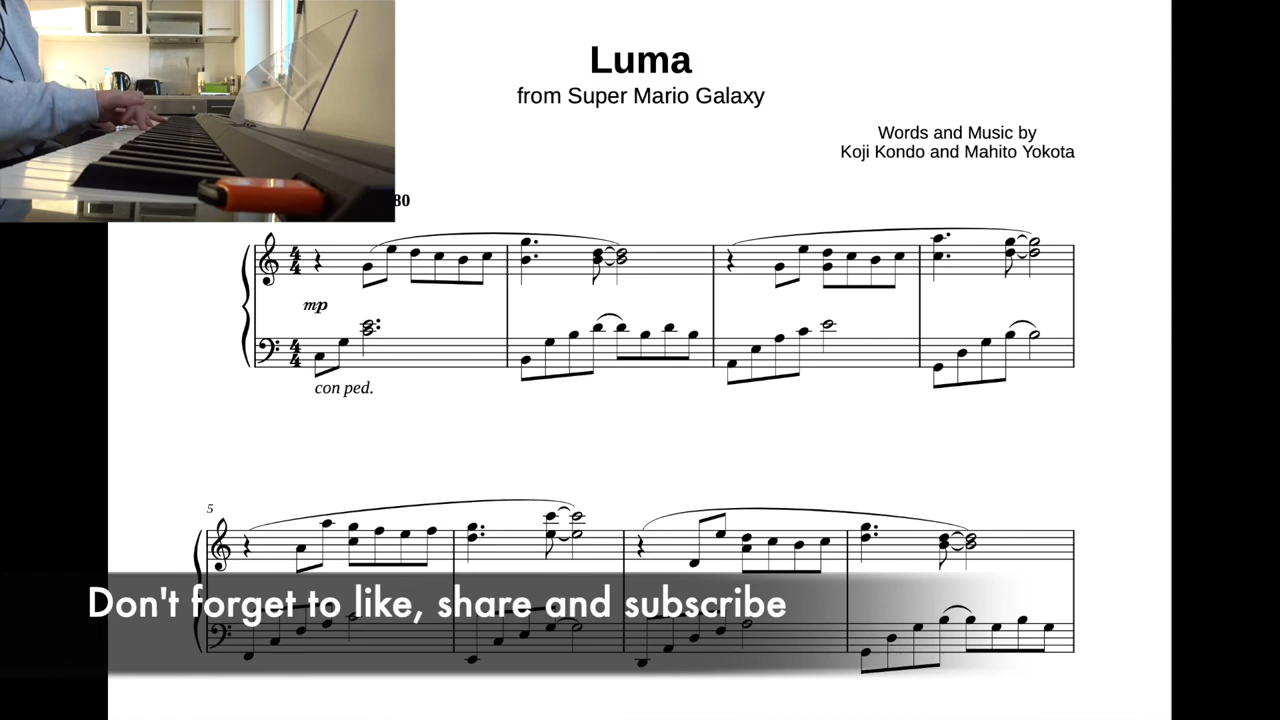 Luma
from Super Mario Galaxy
Words and Music by
Koji Kondo and Mahito Yokota
80
mp
con ped.
5
Don't forget to like, share and subscribe